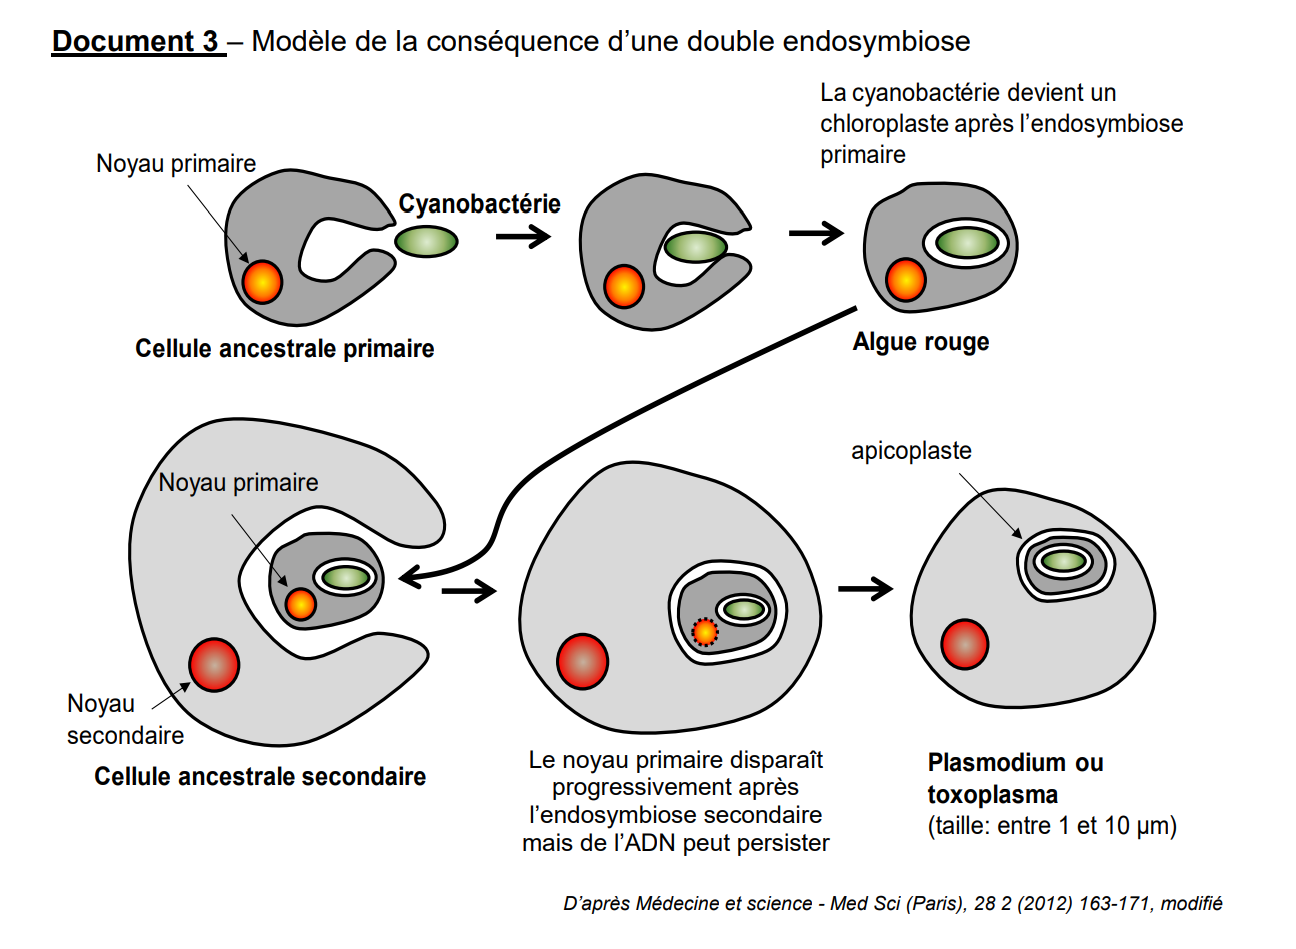 Document 3 – Modèle de la conséquence d’une double endosymbiose
La cyanobactérie devient un
chloroplaste après l’endosymbiose
primaire
Noyau primaire
Cyanobactérie
Cellule ancestrale primaire
Algue rouge
apicoplaste
Noyau primaire
Noyau
secondaire
Cellule ancestrale secondaire
Le noyau primaire disparaît
progressivement après
l’endosymbiose secondaire
mais de l’ADN peut persister
Plasmodium ou
toxoplasma
(taille: entre 1 et 10 µm)
D’après Médecine et science - Med Sci (Paris), 28 2 (2012) 163-171, modifié